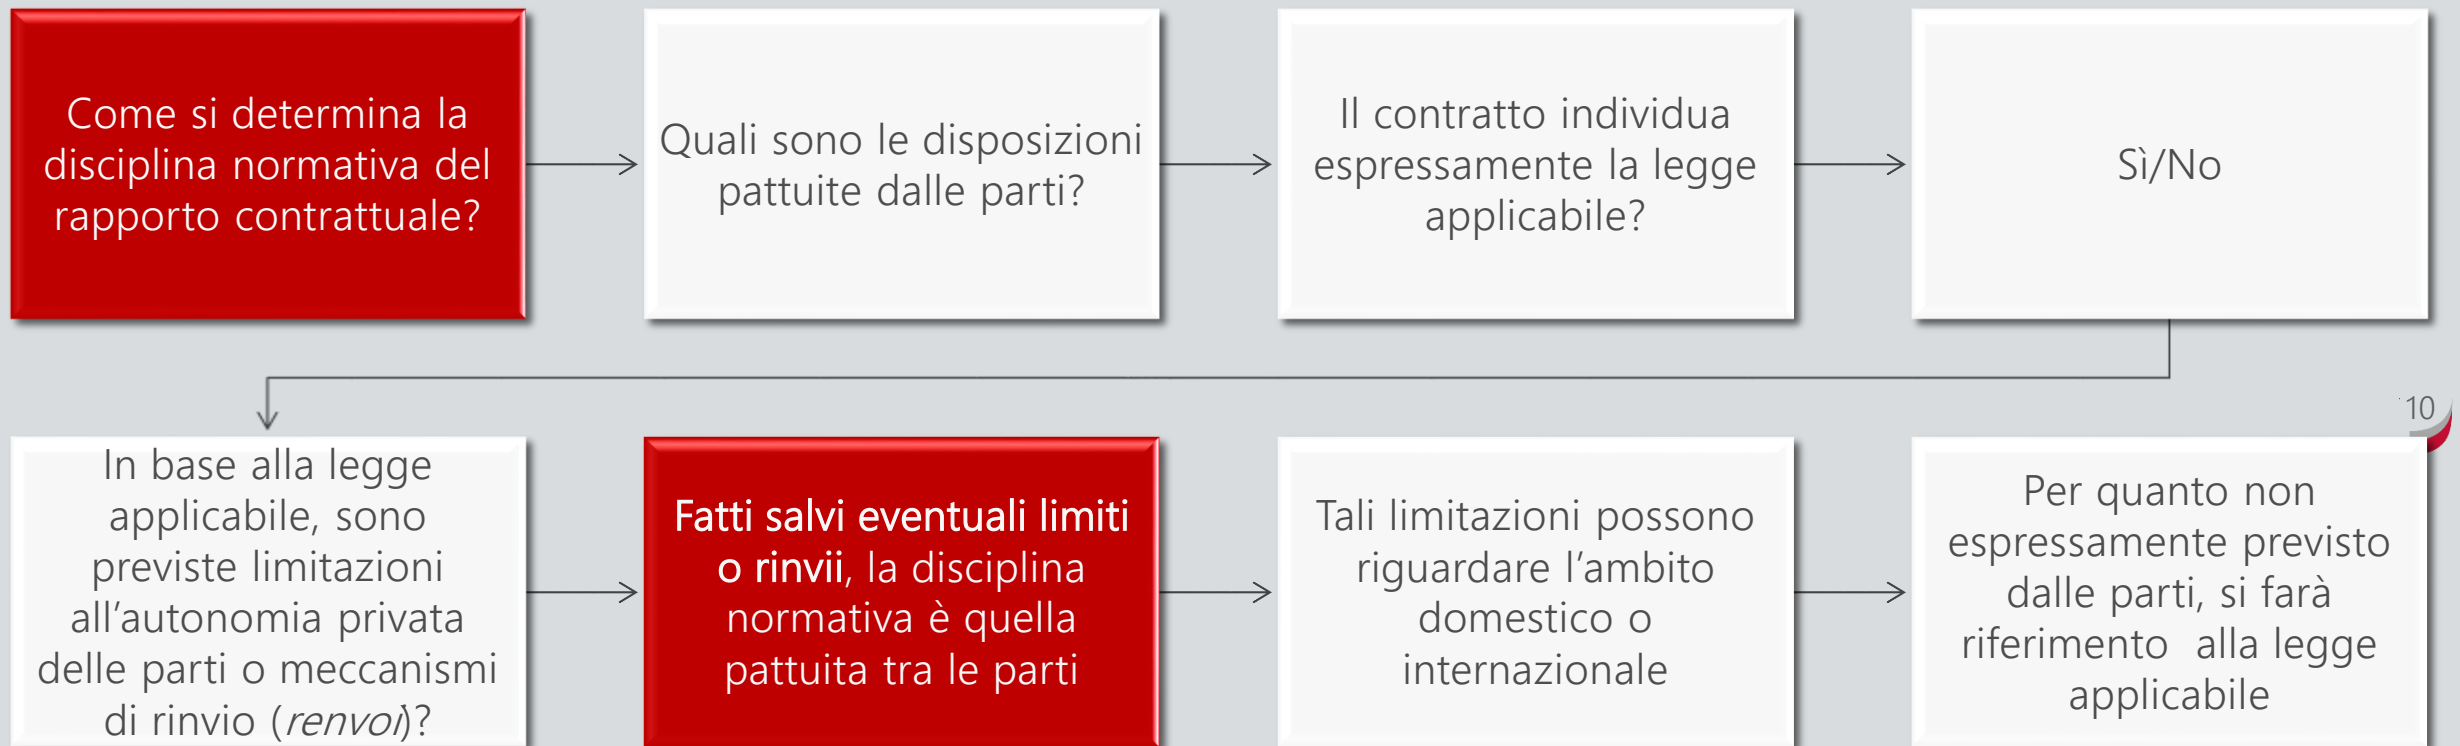 Come si determina la
disciplina normativa del
rapporto contrattuale?
Quali sono le disposizioni
pattuite dalle parti?
Il contratto individua
espressamente la legge
applicabile?
Sì/No
10
In base alla legge
applicabile, sono
previste limitazioni
all’autonomia privata
delle parti o meccanismi
di rinvio (renvoi)?
Fatti salvi eventuali limiti
o rinvii, la disciplina
normativa è quella
pattuita tra le parti
Tali limitazioni possono
riguardare l’ambito
domestico o
internazionale
Per quanto non
espressamente previsto
dalle parti, si farà
riferimento  alla legge
applicabile